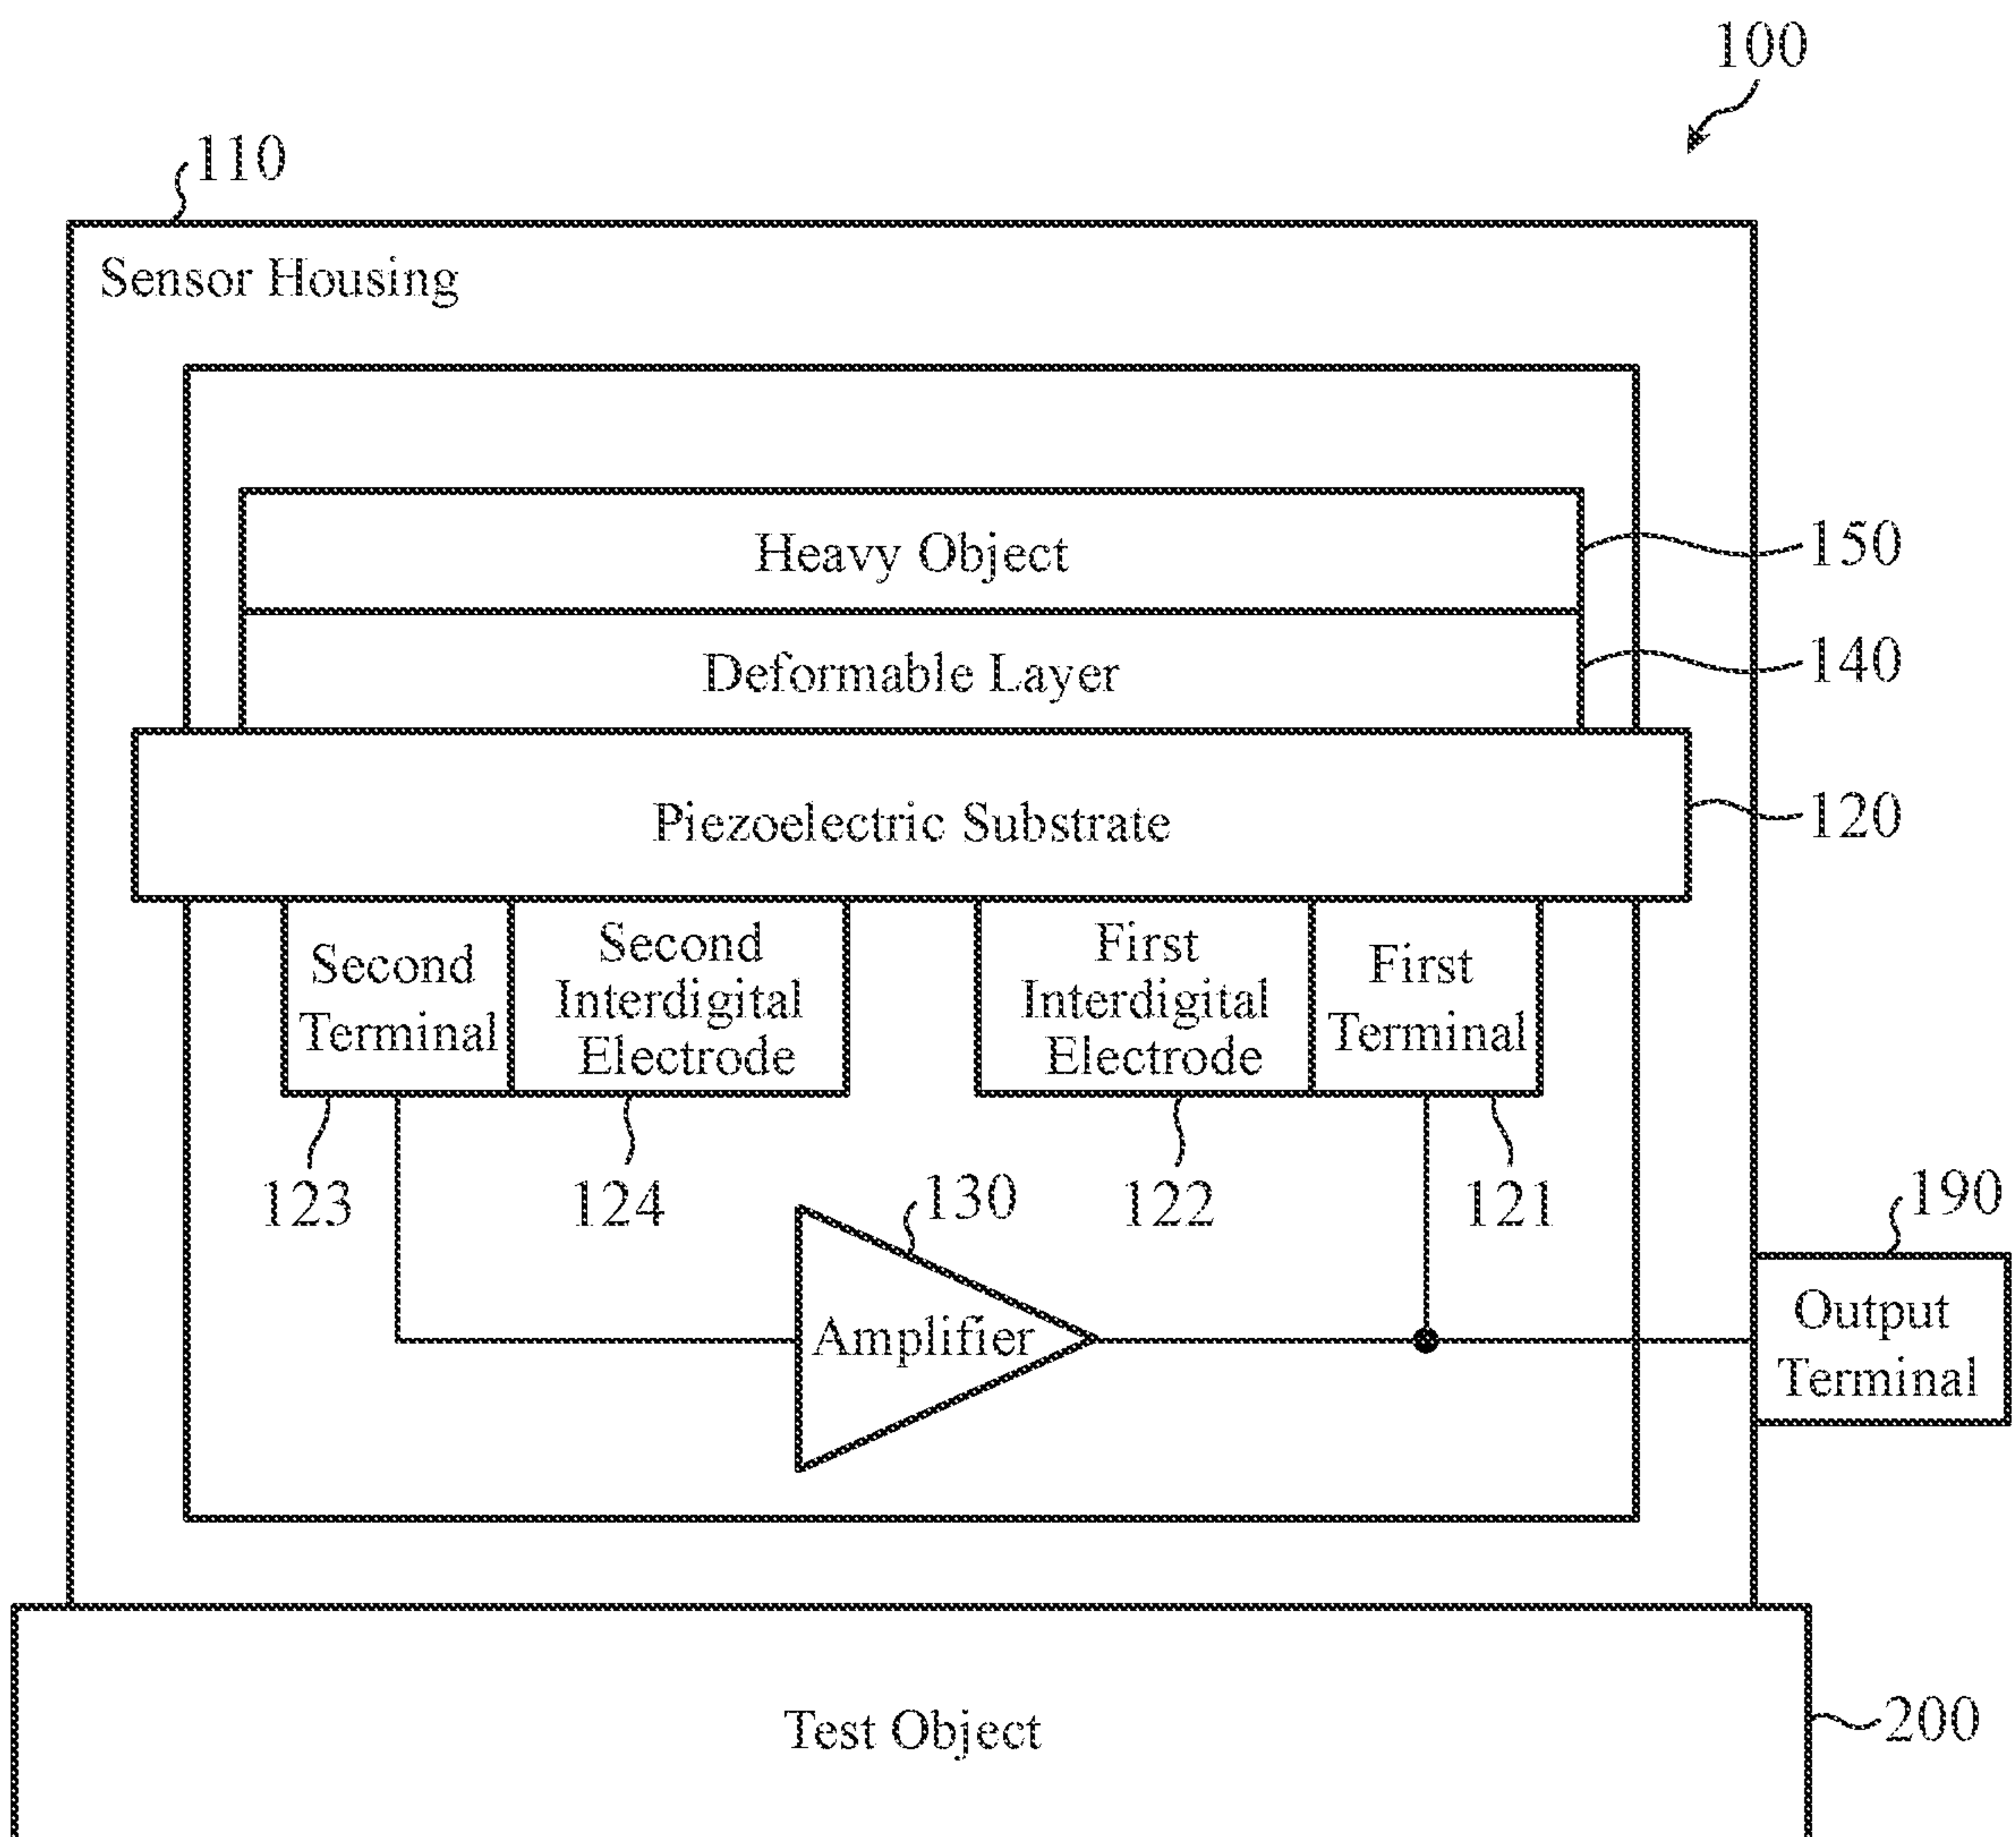 100
110
Sensor Housing
Heavy Object
150
Deformable Layer
140
Piezoelectric Substrate
120
Second
Terminal
Second
Interdigital
Electrode
First
Interdigital
Electrode
First
Terminal
123
124
130
122
121
190
Amplifier
Output
Terminal
Test Object
200